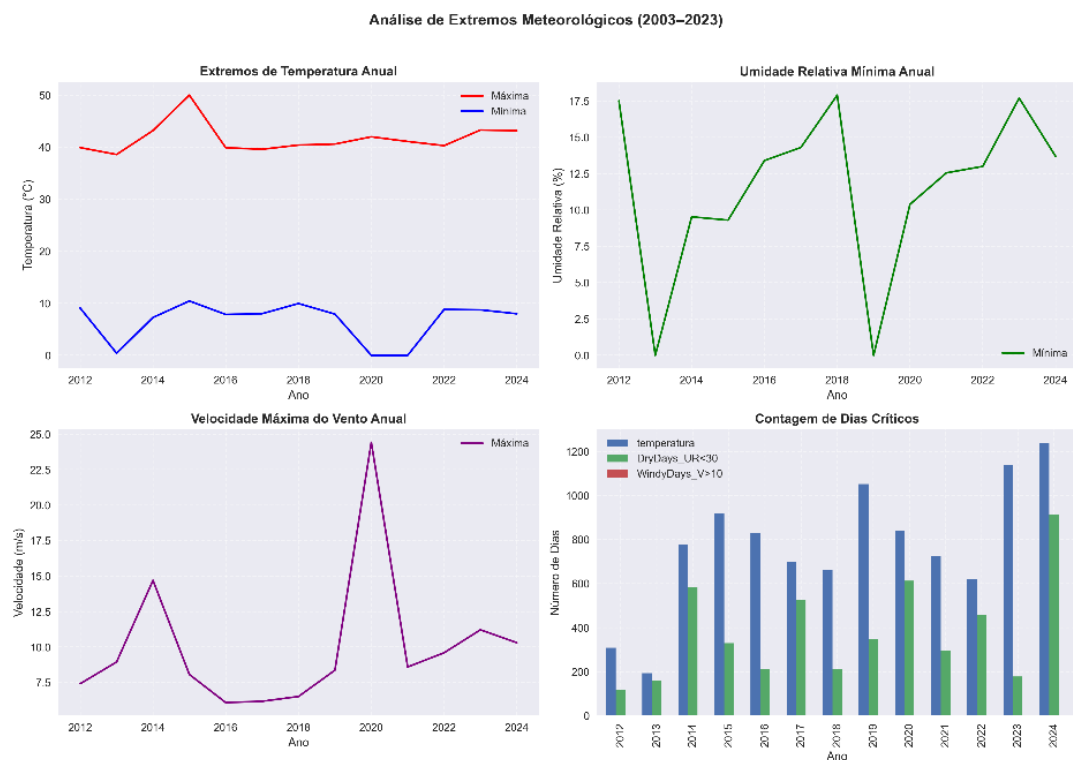 Análise de Extremos Meteorológicos (2003–2023)
Extremos de Temperatura Anual
Máxima
Mínima
50
40
30
20
10
0
Temperatura (°C)
2012 2014 2016 2018 2020 2022 2024
Ano
Umidade Relativa Mínima Anual
17.5
15.0
12.5
10.0
7.5
5.0
2.5
0.0
Umidade Relativa (%)
Mínima
2012 2014 2016 2018 2020 2022 2024
Ano
Velocidade Máxima do Vento Anual
Máxima
25.0
22.5
20.0
17.5
15.0
12.5
10.0
7.5
Velocidade (m/s)
2012 2014 2016 2018 2020 2022 2024
Ano
Contagem de Dias Críticos
temperatura
DryDays_UR<30
WindyDays_V>10
1200
1000
800
600
400
200
0
Número de Dias
2012 2013 2014 2015 2016 2017 2018 2019 2020 2021 2022 2023 2024
Ano